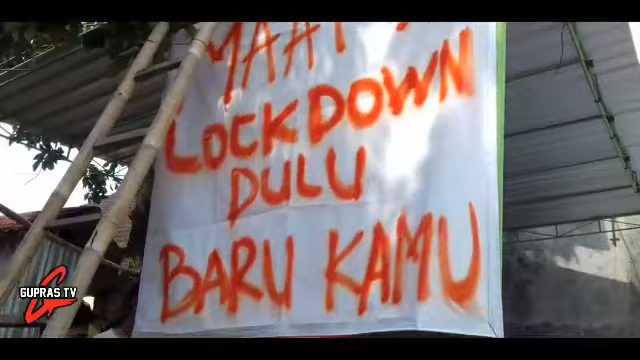 MAAF
LOCKDOWN
DULU
BARU KAMU
GUPRAS TV